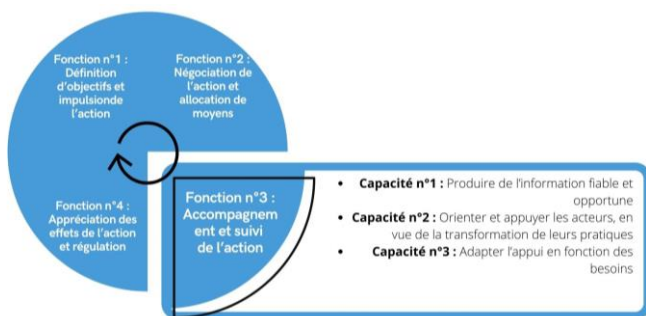 Fonction n°1 :
Définition
d'objectifs et
impulsionde
l'action
Fonction n°2 :
Négociation de
l'action et
allocation de
moyens
Fonction n°4 :
Appréciation des
effets de l'action
et régulation
Fonction n°3 :
Accompagnem
ent et suivi
de l'action
• Capacité n°1 : Produire de l'information fiable et
opportune
• Capacité n°2 : Orienter et appuyer les acteurs, en
vue de la transformation de leurs pratiques
• Capacité n°3 : Adapter l'appui en fonction des
besoins